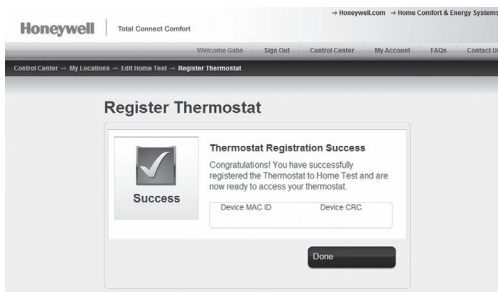 → Honeywell.com → Home Comfort & Energy Systems
Honeywell Total Connect Comfort
Welcome Gabe Sign Out Control Center My Account FAQs Contact Us
Control Center → My Locations → Edit Home Test → Register Thermostat
Register Thermostat
Thermostat Registration Success
Congratulations! You have successfully
registered the Thermostat to Home Test and are
now ready to access your thermostat.
Success
Device MAC ID Device CRC
Done